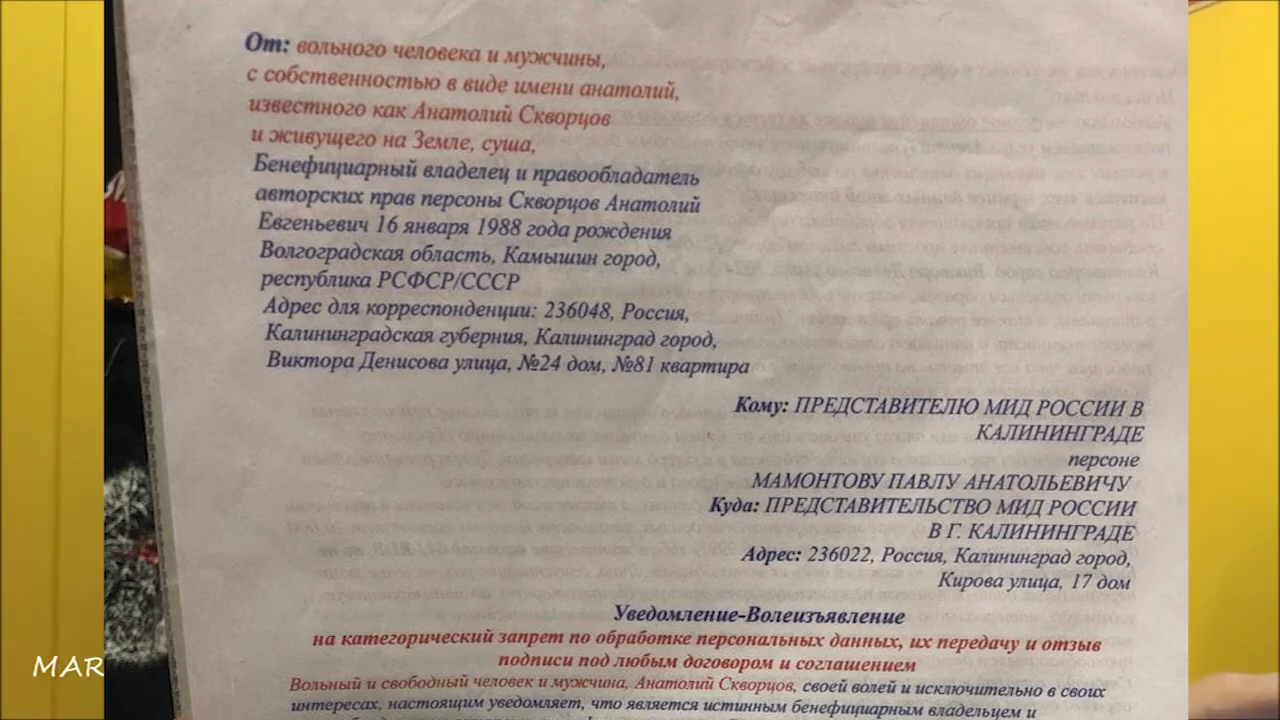 От: вольного человека и мужчины,
с собственностью в виде имени анатолий,
известного как Анатолий Скворцов
и живущего на Земле, суша,
Бенефициарный владелец и правообладатель
авторских прав персоны Скворцов Анатолий
Евгеньевич 16 января 1988 года рождения
Волгоградская область, Камышин город,
республика РСФСР/СССР
Адрес для корреспонденции: 236048, Россия,
Калининградская губерния, Калининград город,
Виктора Денисова улица, №24 дом, №81 квартира
Кому: ПРЕДСТАВИТЕЛЮ МИД РОССИИ В
КАЛИНИНГРАДЕ
персоне
МАМОНТОВУ ПАВЛУ АНАТОЛЬЕВИЧУ
Куда: ПРЕДСТАВИТЕЛЬСТВО МИД РОССИИ
В Г. КАЛИНИНГРАДЕ
Адрес: 236022, Россия, Калининград город,
Кирова улица, 17 дом
Уведомление-Волеизъявление
на категорический запрет по обработке персональных данных, их передачу и отзыв
подписи под любым договором и соглашением
Вольный и свободный человек и мужчина, Анатолий Скворцов, своей волей и исключительно в своих
интересах, настоящим уведомляет, что является истинным бенефициарным владельцем и
MAR